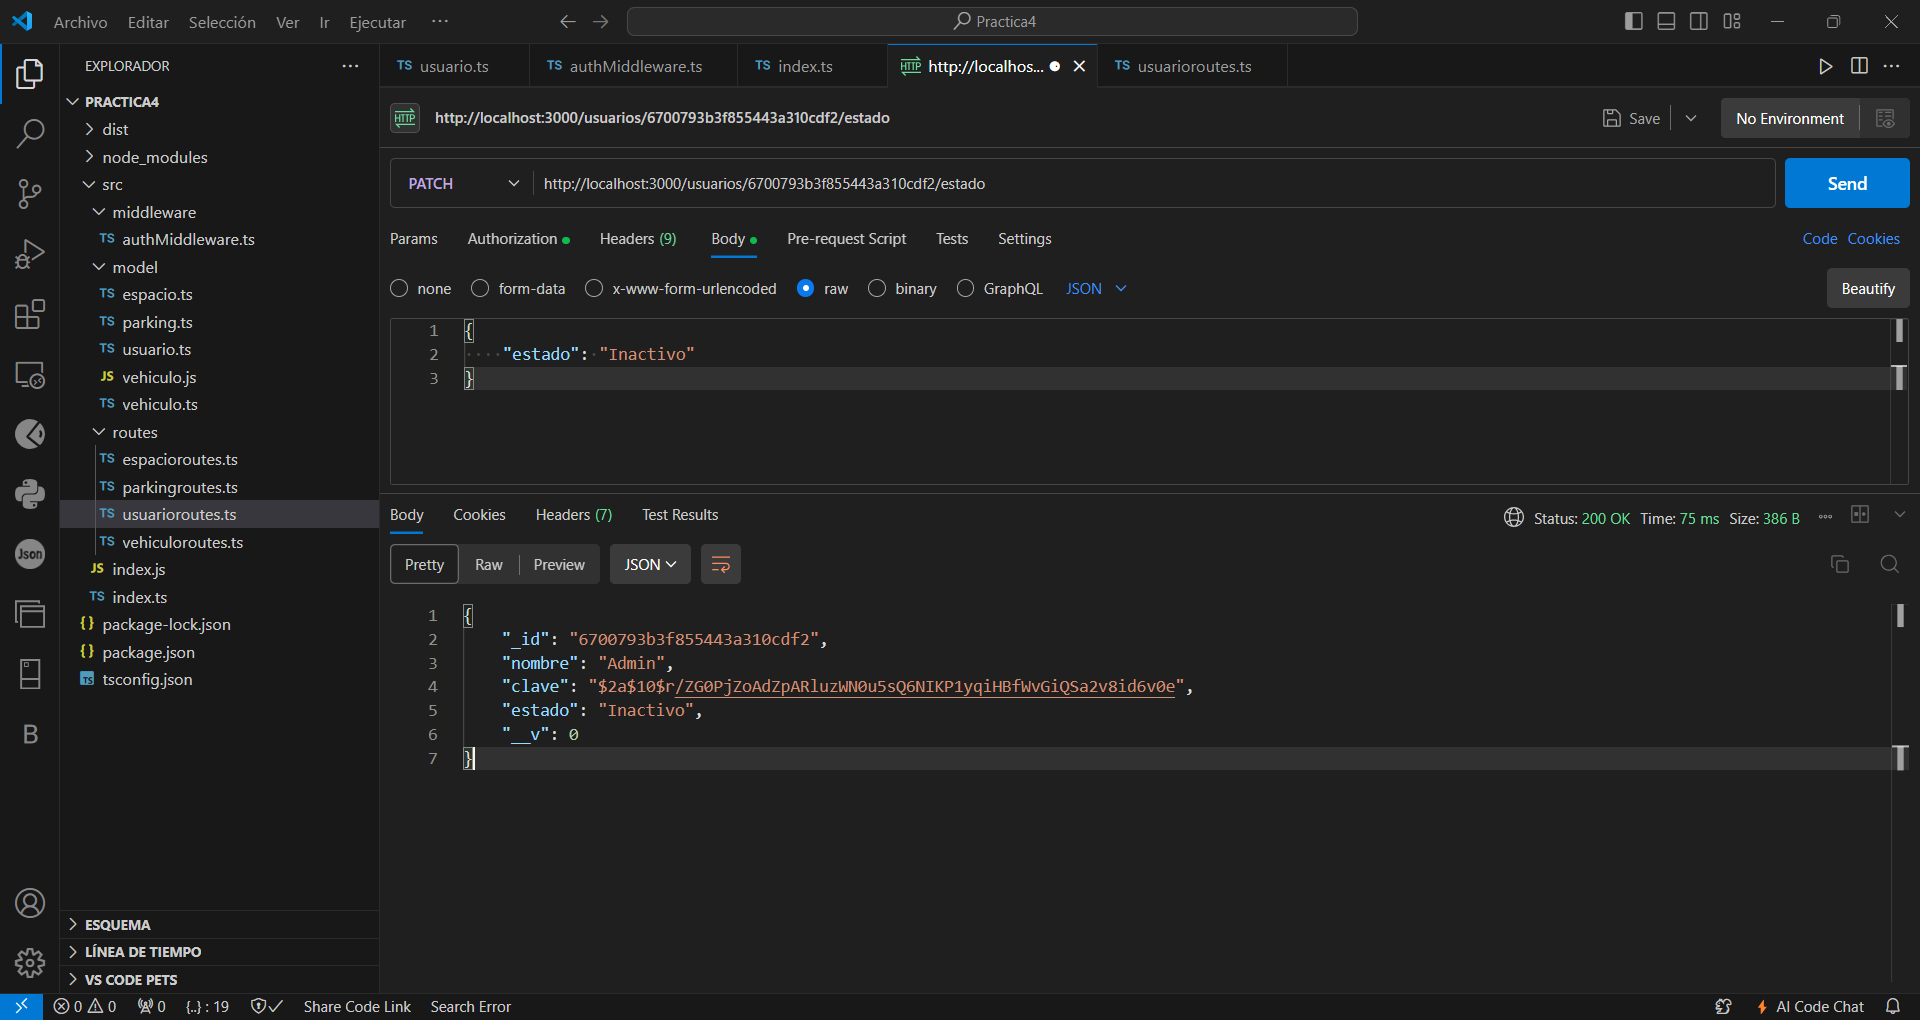 Archivo Editar Selección Ver Ir Ejecutar ··· Practica4
EXPLORADOR ···
PRACTICA4
dist
node_modules
src
middleware
TS authMiddleware.ts
model
TS espacio.ts
TS parking.ts
TS usuario.ts
JS vehiculo.js
TS vehiculo.ts
routes
TS espacioroutes.ts
TS parkingroutes.ts
TS usuarioroutes.ts
TS vehiculoroutes.ts
JS index.js
TS index.ts
{} package-lock.json
{} package.json
TS tsconfig.json
ESQUEMA
LÍNEA DE TIEMPO
VS CODE PETS
Json
B
TS usuario.ts TS authMiddleware.ts TS index.ts HTTP http://localhos... TS usuarioroutes.ts ···
HTTP http://localhost:3000/usuarios/6700793b3f855443a310cdf2/estado Save No Environment
PATCH http://localhost:3000/usuarios/6700793b3f855443a310cdf2/estado Send
Params Authorization Headers (9) Body Pre-request Script Tests Settings Code Cookies
none form-data x-www-form-urlencoded raw binary GraphQL JSON Beautify
1 {
2 ····"estado":·"Inactivo"
3 }
Body Cookies Headers (7) Test Results Status: 200 OK Time: 75 ms Size: 386 B ···
Pretty Raw Preview JSON
1 {
2 "_id": "6700793b3f855443a310cdf2",
3 "nombre": "Admin",
4 "clave": "$2a$10$r/ZG0PjZoAdZpARluzWN0u5sQ6NIKP1yqiHBfWvGiQSa2v8id6v0e",
5 "estado": "Inactivo",
6 "__v": 0
7 }
0 0 0 {..} : 19 Share Code Link Search Error AI Code Chat